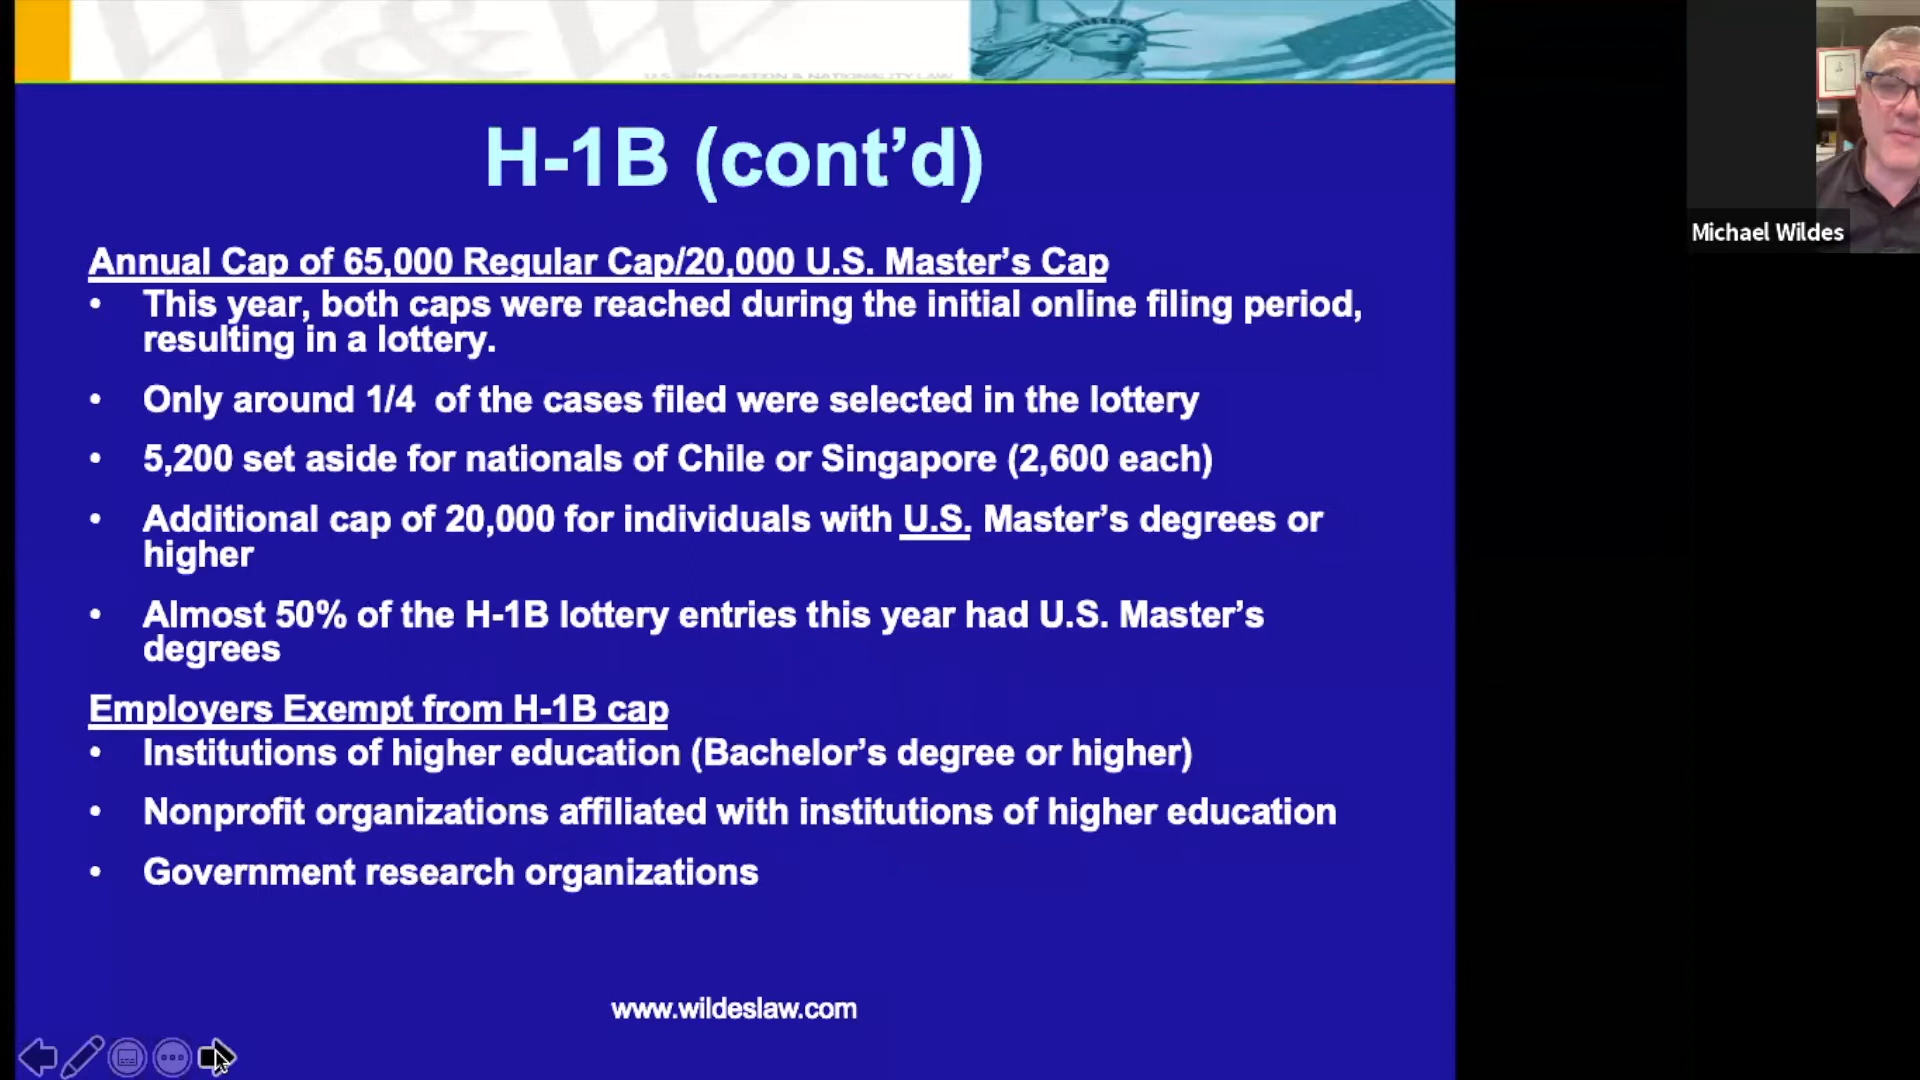 W&W
U.S. IMMIGRATION & NATIONALITY LAW
H-1B (cont’d)
Michael Wildes
Annual Cap of 65,000 Regular Cap/20,000 U.S. Master’s Cap
• This year, both caps were reached during the initial online filing period,
resulting in a lottery.
• Only around 1/4 of the cases filed were selected in the lottery
• 5,200 set aside for nationals of Chile or Singapore (2,600 each)
• Additional cap of 20,000 for individuals with U.S. Master’s degrees or
higher
• Almost 50% of the H-1B lottery entries this year had U.S. Master’s
degrees
Employers Exempt from H-1B cap
• Institutions of higher education (Bachelor’s degree or higher)
• Nonprofit organizations affiliated with institutions of higher education
• Government research organizations
www.wildeslaw.com